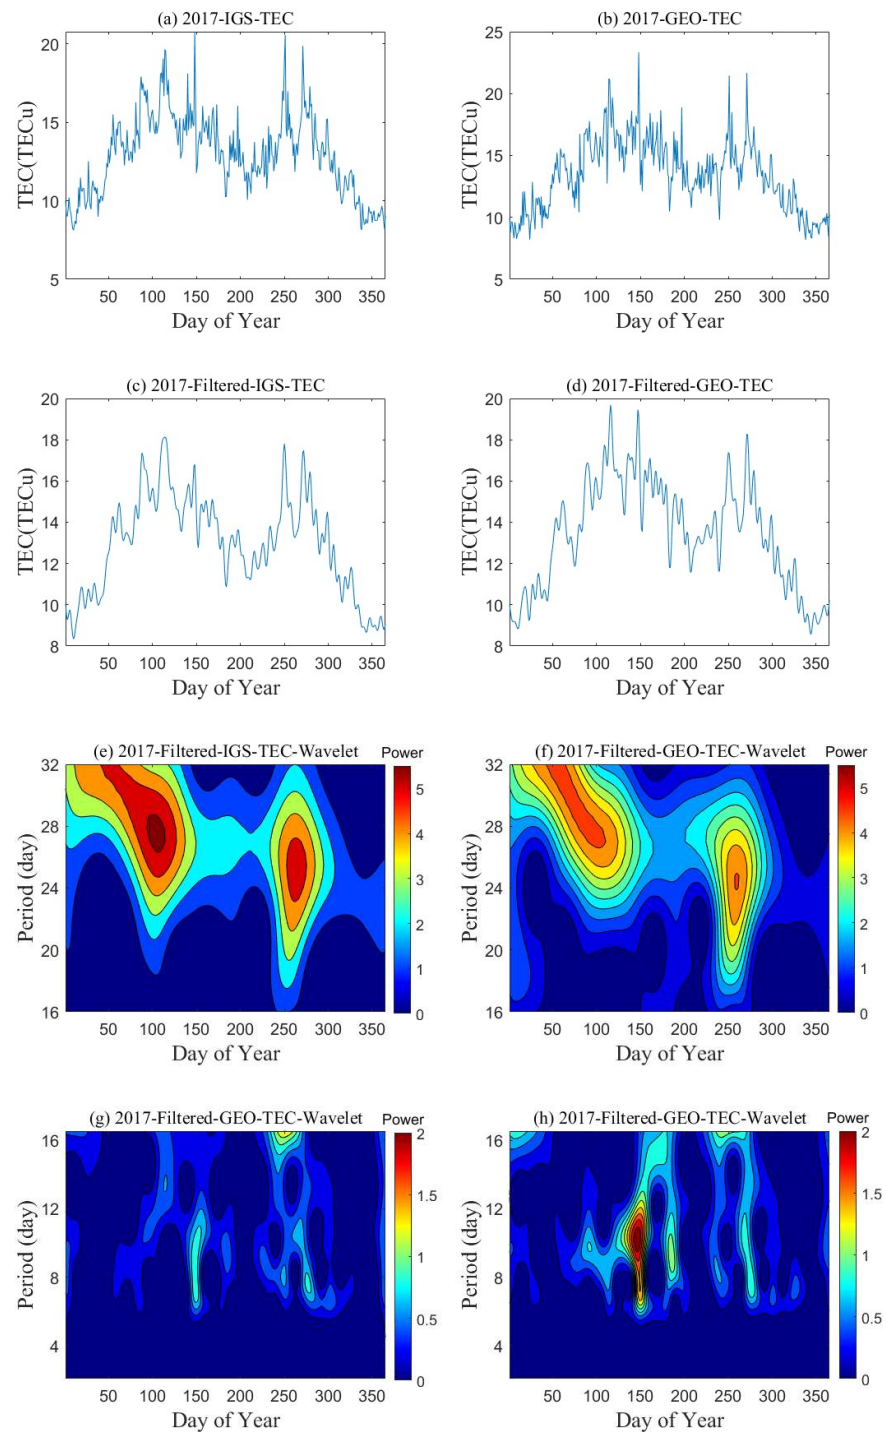 (a) 2017-IGS-TEC
(b) 2017-GEO-TEC
20
15
10
5
TEC(TECu)
50 100 150 200 250 300 350
Day of Year
25
20
15
10
5
TEC(TECu)
50 100 150 200 250 300 350
Day of Year
(c) 2017-Filtered-IGS-TEC
(d) 2017-Filtered-GEO-TEC
20
18
16
14
12
10
8
TEC(TECu)
50 100 150 200 250 300 350
Day of Year
20
18
16
14
12
10
8
TEC(TECu)
50 100 150 200 250 300 350
Day of Year
(e) 2017-Filtered-IGS-TEC-Wavelet
Power
(f) 2017-Filtered-GEO-TEC-Wavelet
Power
32
28
24
20
16
Period (day)
50 100 150 200 250 300 350
Day of Year
5
4
3
2
1
0
32
28
24
20
16
Period (day)
50 100 150 200 250 300 350
Day of Year
5
4
3
2
1
0
(g) 2017-Filtered-GEO-TEC-Wavelet
Power
(h) 2017-Filtered-GEO-TEC-Wavelet
Power
16
12
8
4
Period (day)
50 100 150 200 250 300 350
Day of Year
2
1.5
1
0.5
0
16
12
8
4
Period (day)
50 100 150 200 250 300 350
Day of Year
2
1.5
1
0.5
0